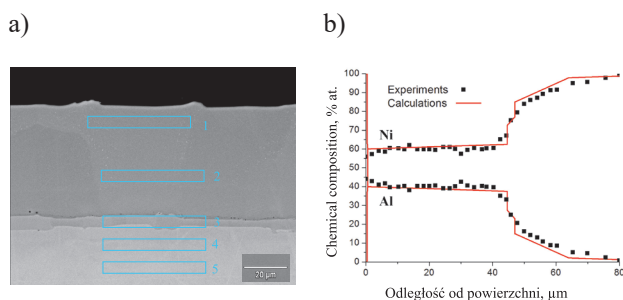 a)
1
2
3
4
5
20 µm
b)
Chemical composition, % at.
100
90
80
70
60
50
40
30
20
10
0
Experiments
Calculations
Ni
Al
0 20 40 60 80
Odległość od powierzchni, µm